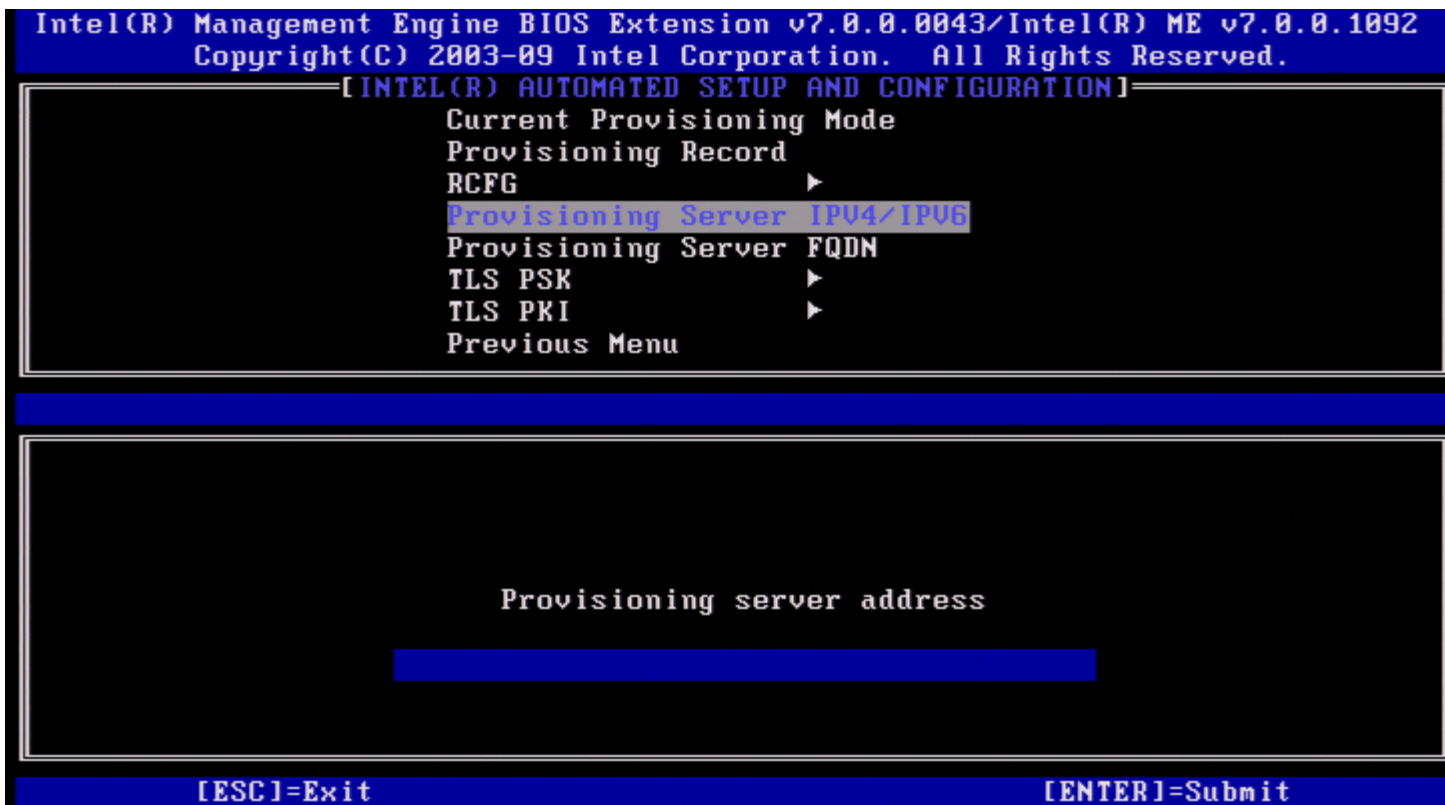 Intel(R) Management Engine BIOS Extension v7.0.0.0043/Intel(R) ME v7.0.0.1092
Copyright(C) 2003-09 Intel Corporation. All Rights Reserved.
[INTEL(R) AUTOMATED SETUP AND CONFIGURATION]
Current Provisioning Mode
Provisioning Record
RCFG ►
Provisioning Server IPV4/IPV6
Provisioning Server FQDN
TLS PSK ►
TLS PKI ►
Previous Menu
Provisioning server address
[ESC]=Exit [ENTER]=Submit